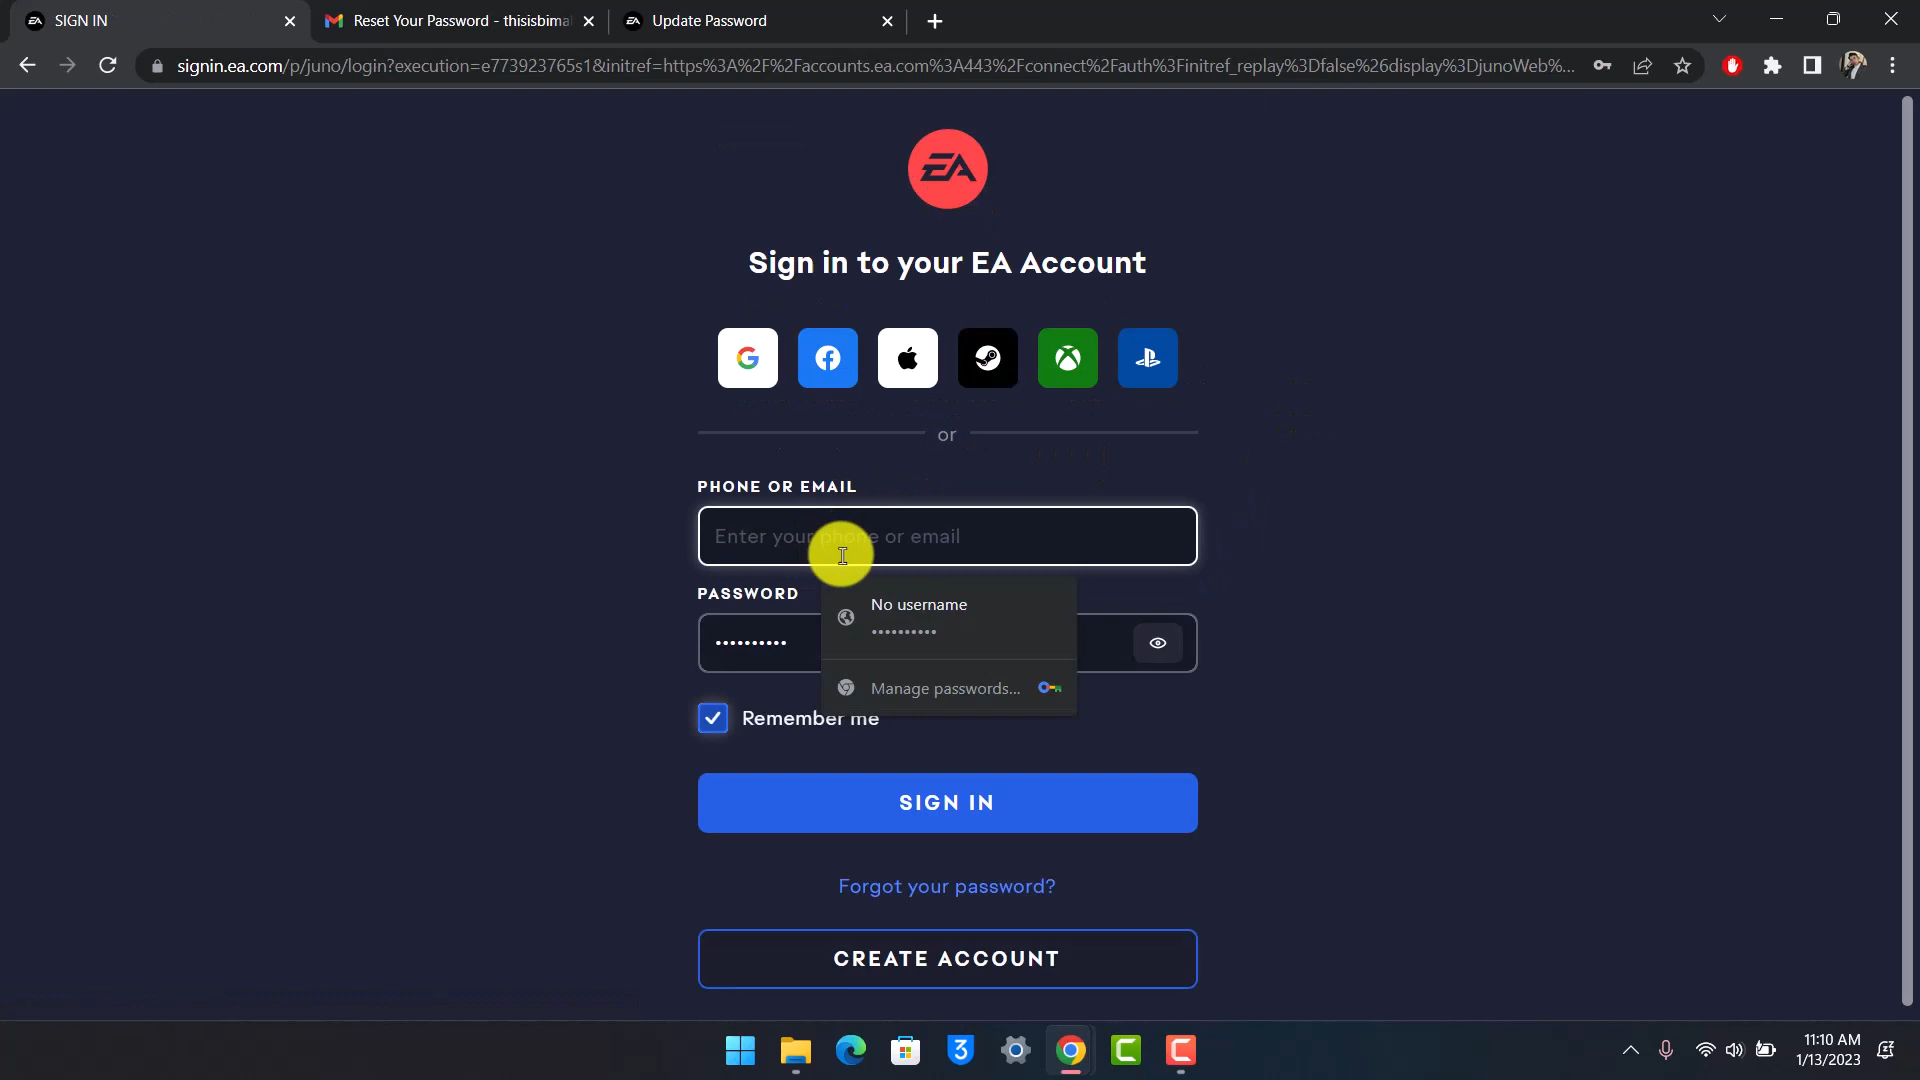 SIGN IN
Reset Your Password - thisisbimal
Update Password
signin.ea.com/p/juno/login?execution=e773923765s1&initref=https%3A%2F%2Faccounts.ea.com%3A443%2Fconnect%2Fauth%3Finitref_replay%3Dfalse%26display%3DjunoWeb%...
EA
Sign in to your EA Account
or
PHONE OR EMAIL
Enter your phone or email
PASSWORD
No username
••••••••••
••••••••••
Manage passwords...
Remember me
SIGN IN
Forgot your password?
CREATE ACCOUNT
11:10 AM
1/13/2023